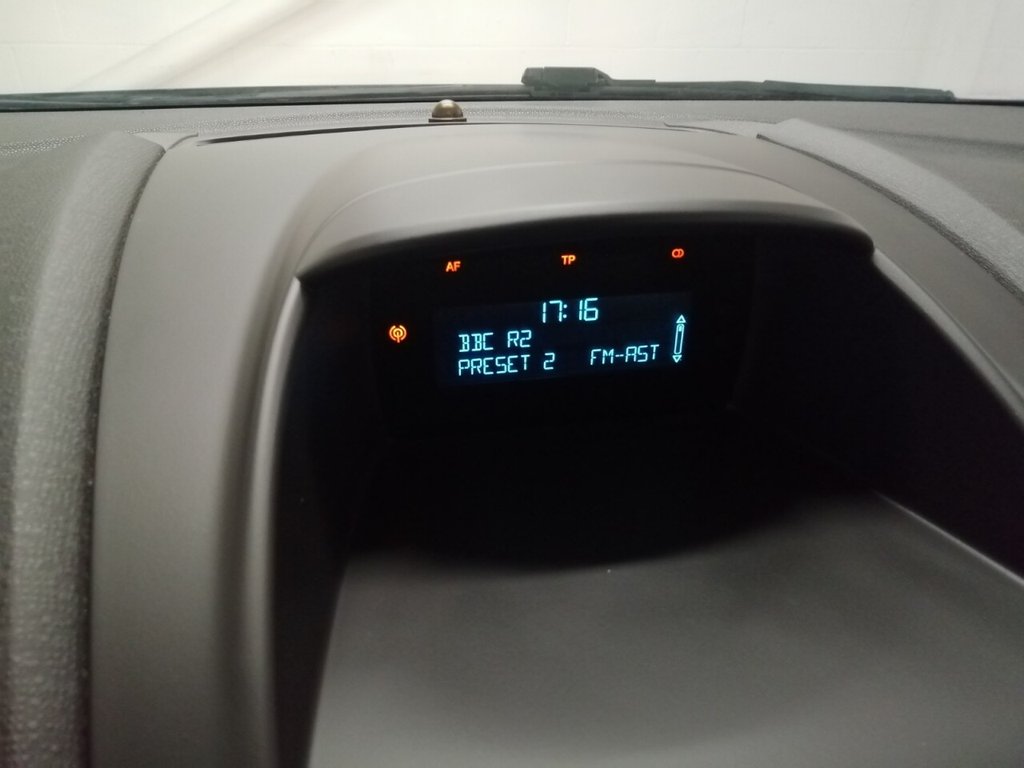 AF TP
17:16
BBC R2
PRESET 2 FM-AST